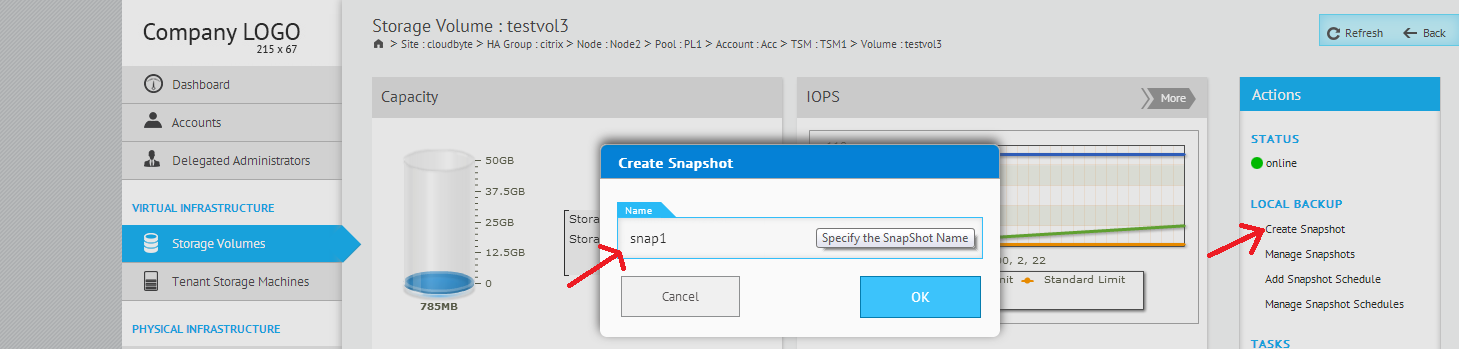 Company LOGO
215 x 67
Dashboard
Accounts
Delegated Administrators
VIRTUAL INFRASTRUCTURE
Storage Volumes
Tenant Storage Machines
PHYSICAL INFRASTRUCTURE
Storage Volume : testvol3
> Site : cloudbyte > HA Group : citrix > Node : Node2 > Pool : PL1 > Account : Acc > TSM : TSM1 > Volume : testvol3
Refresh
Back
Capacity
50GB
37.5GB
25GB
12.5GB
0
785MB
Stora
Stora
IOPS
More
0, 2, 22
nit
Standard Limit
Create Snapshot
Name
snap1
Specify the SnapShot Name
Cancel
OK
Actions
STATUS
online
LOCAL BACKUP
Create Snapshot
Manage Snapshots
Add Snapshot Schedule
Manage Snapshot Schedules
TASKS